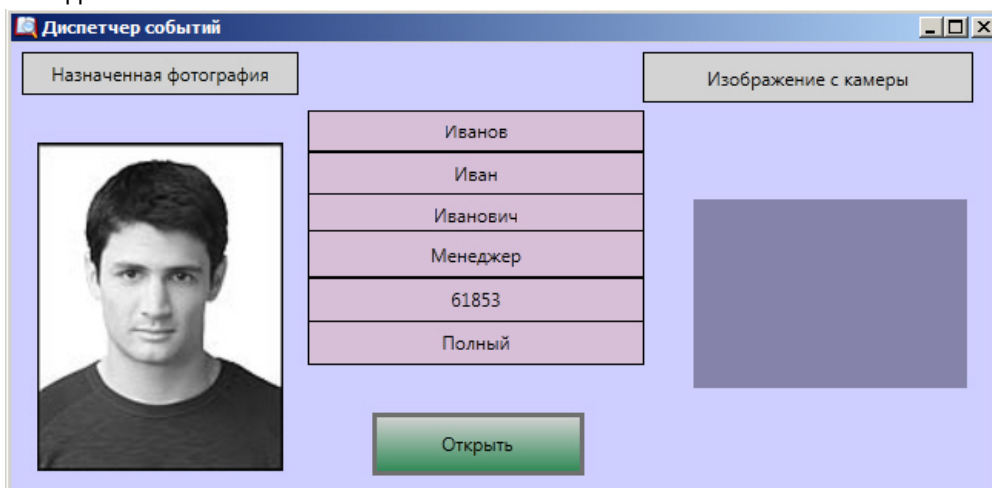 Диспетчер событий
Назначенная фотография
Изображение с камеры
Иванов
Иван
Иванович
Менеджер
61853
Полный
Открыть